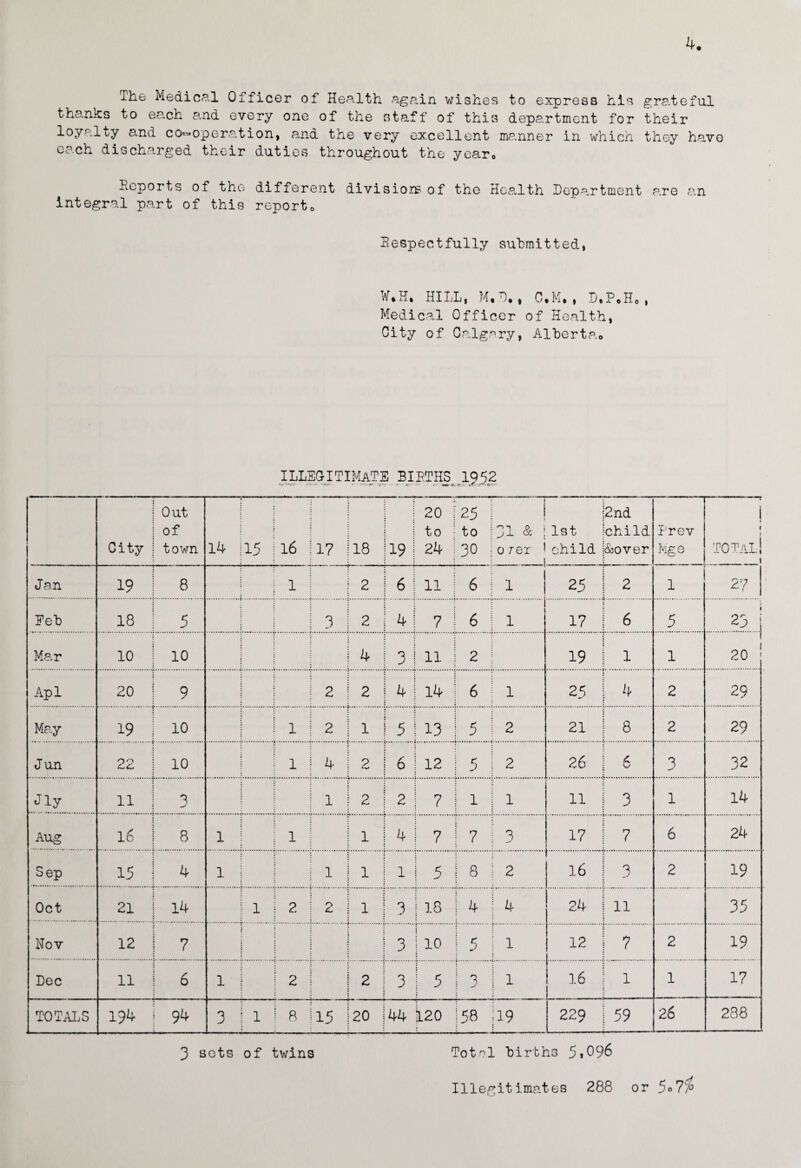 4.
The Medical Officer of Health again wishes to express his grateful
thanks to each and every one of the staff of this department for their
loyalty and co-operation, and the very excellent manner in which they have
each discharged their duties throughout the year.
Reports of the different divisions of the Health Department are an
integral part of this report.
Respectfully submitted,
W.H. HILL, M.D., C.M., D.P.H.,
Medical Officer of Health,
City of Calgary, Alberta.
ILLEGITIMATE BIRTHS 1952
City | Out of town | 14 | 15 | 16 | 17 | 18 | 19 | 20 to 24 | 25 to 30 | 31 & over | 1st child | 2nd child &over | Prev Mge | TOTAL
Jan | 19 | 8 | | | 1 | | 2 | 6 | 11 | 6 | 1 | 25 | 2 | 1 | 27
Feb | 18 | 5 | | | | 3 | 2 | 4 | 7 | 6 | 1 | 17 | 6 | 5 | 23
Mar | 10 | 10 | | | | | 4 | 3 | 11 | 2 | | 19 | 1 | 1 | 20
Apl | 20 | 9 | | | | 2 | 2 | 4 | 14 | 6 | 1 | 25 | 4 | 2 | 29
May | 19 | 10 | | | 1 | 2 | 1 | 5 | 13 | 5 | 2 | 21 | 8 | 2 | 29
Jun | 22 | 10 | | | 1 | 4 | 2 | 6 | 12 | 5 | 2 | 26 | 6 | 3 | 32
Jly | 11 | 3 | | | | 1 | 2 | 2 | 7 | 1 | 1 | 11 | 3 | 1 | 14
Aug | 16 | 8 | 1 | | 1 | | 1 | 4 | 7 | 7 | 3 | 17 | 7 | 6 | 24
Sep | 15 | 4 | 1 | | | 1 | 1 | 1 | 5 | 8 | 2 | 16 | 3 | 2 | 19
Oct | 21 | 14 | | 1 | 2 | 2 | 1 | 3 | 18 | 4 | 4 | 24 | 11 | | 35
Nov | 12 | 7 | | | | | | 3 | 10 | 5 | 1 | 12 | 7 | 2 | 19
Dec | 11 | 6 | 1 | | 2 | | 2 | 3 | 5 | 3 | 1 | 16 | 1 | 1 | 17
TOTALS | 194 | 94 | 3 | 1 | 8 | 15 | 20 | 44 | 120 | 58 | 19 | 229 | 59 | 26 | 288
3 sets of twins Total births 5,096
Illegitimates 288 or 5.7%